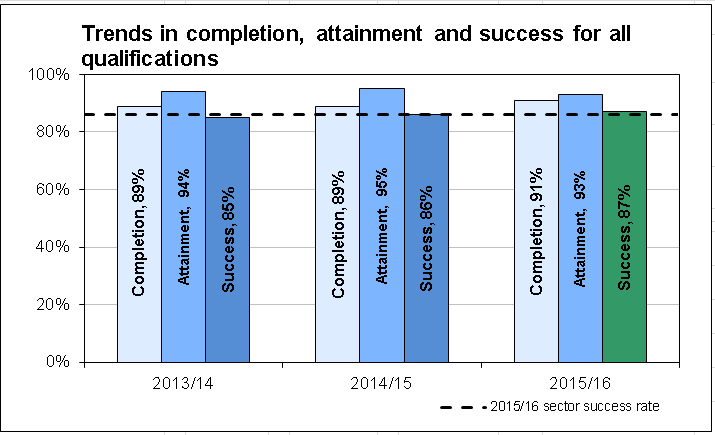 Trends in completion, attainment and success for all
qualifications
100%
80%
60%
40%
20%
0%
Completion, 89%
Attainment, 94%
Success, 85%
Completion, 89%
Attainment, 95%
Success, 86%
Completion, 91%
Attainment, 93%
Success, 87%
2013/14
2014/15
2015/16
2015/16 sector success rate